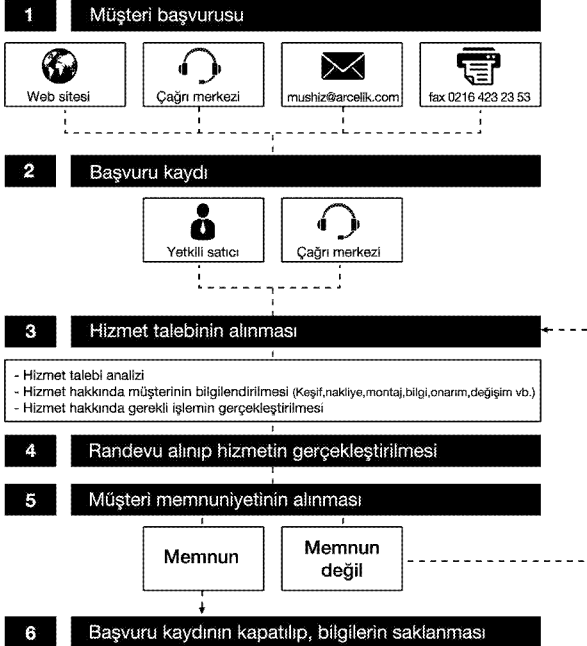 1 Müşteri başvurusu
Web sitesi
Çağrı merkezi
mushiz@arcelik.com
fax 0216 423 23 53
2 Başvuru kaydı
Yetkili satıcı
Çağrı merkezi
3 Hizmet talebinin alınması
- Hizmet talebi analizi
- Hizmet hakkında müşterinin bilgilendirilmesi (Keşif,nakliye,montaj,bilgi,onarım,değişim vb.)
- Hizmet hakkında gerekli işlemin gerçekleştirilmesi
4 Randevu alınıp hizmetin gerçekleştirilmesi
5 Müşteri memnuniyetinin alınması
Memnun
Memnun
değil
6 Başvuru kaydının kapatılıp, bilgilerin saklanması